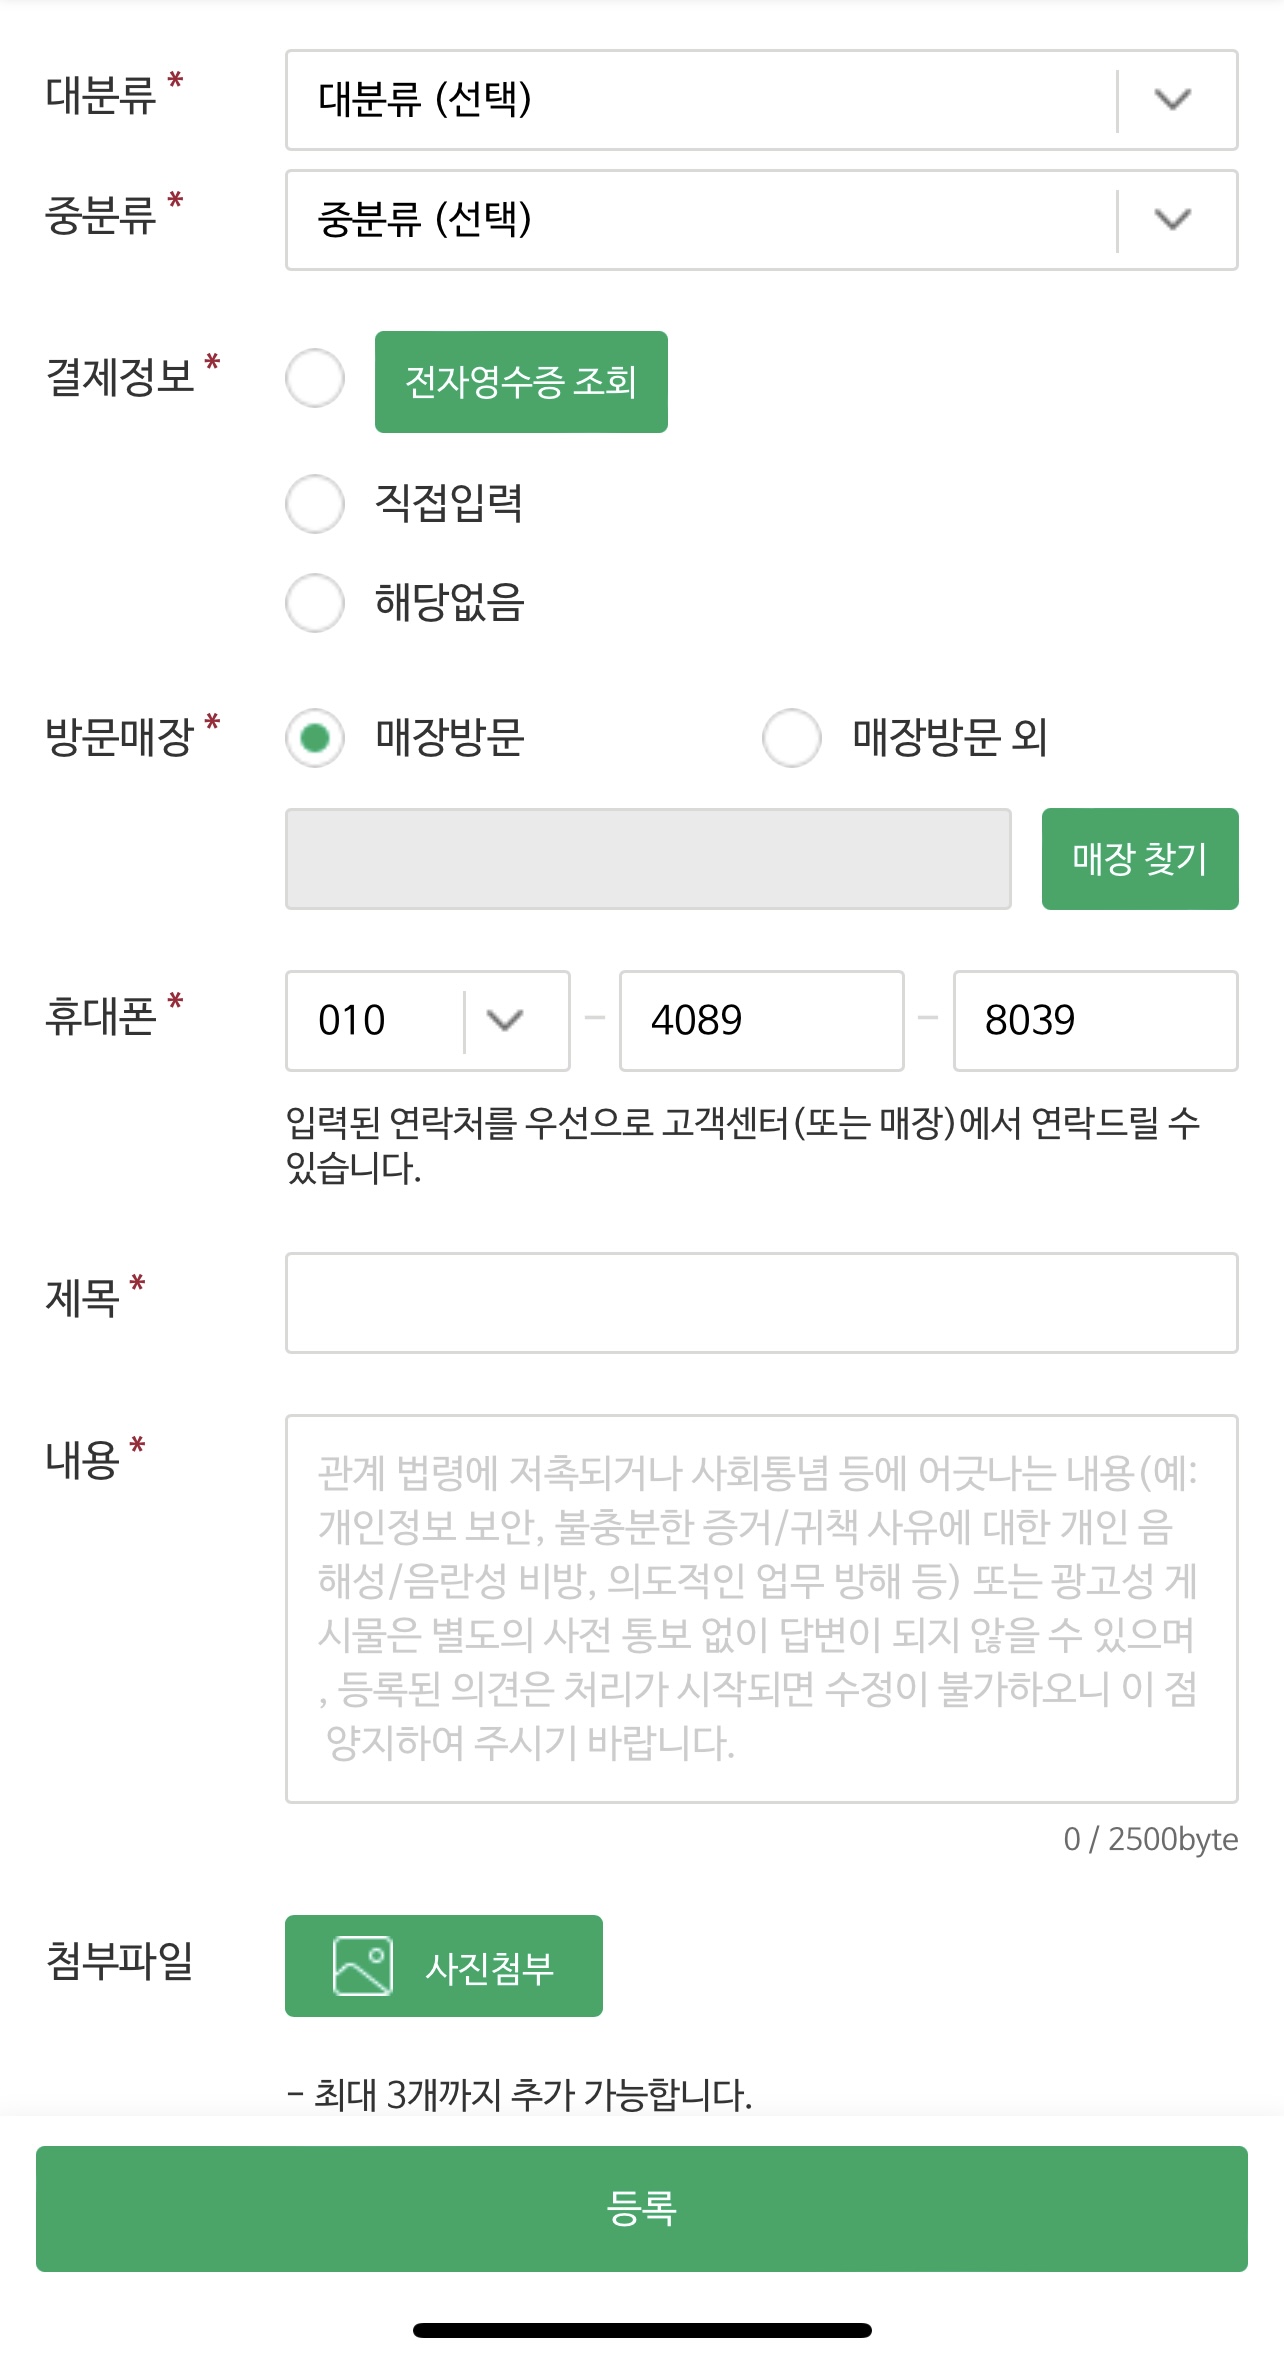 대분류 *
대분류 (선택)
중분류 *
중분류 (선택)
결제정보 *
전자영수증 조회
직접입력
해당없음
방문매장 *
매장방문
매장방문 외
매장 찾기
휴대폰 *
010 - 4089 - 8039
입력된 연락처를 우선으로 고객센터(또는 매장)에서 연락드릴 수
있습니다.
제목 *
내용 *
관계 법령에 저촉되거나 사회통념 등에 어긋나는 내용(예:
개인정보 보안, 불충분한 증거/귀책 사유에 대한 개인 음
해성/음란성 비방, 의도적인 업무 방해 등) 또는 광고성 게
시물은 별도의 사전 통보 없이 답변이 되지 않을 수 있으며
, 등록된 의견은 처리가 시작되면 수정이 불가하오니 이 점
양지하여 주시기 바랍니다.
0 / 2500byte
첨부파일
사진첨부
- 최대 3개까지 추가 가능합니다.
등록